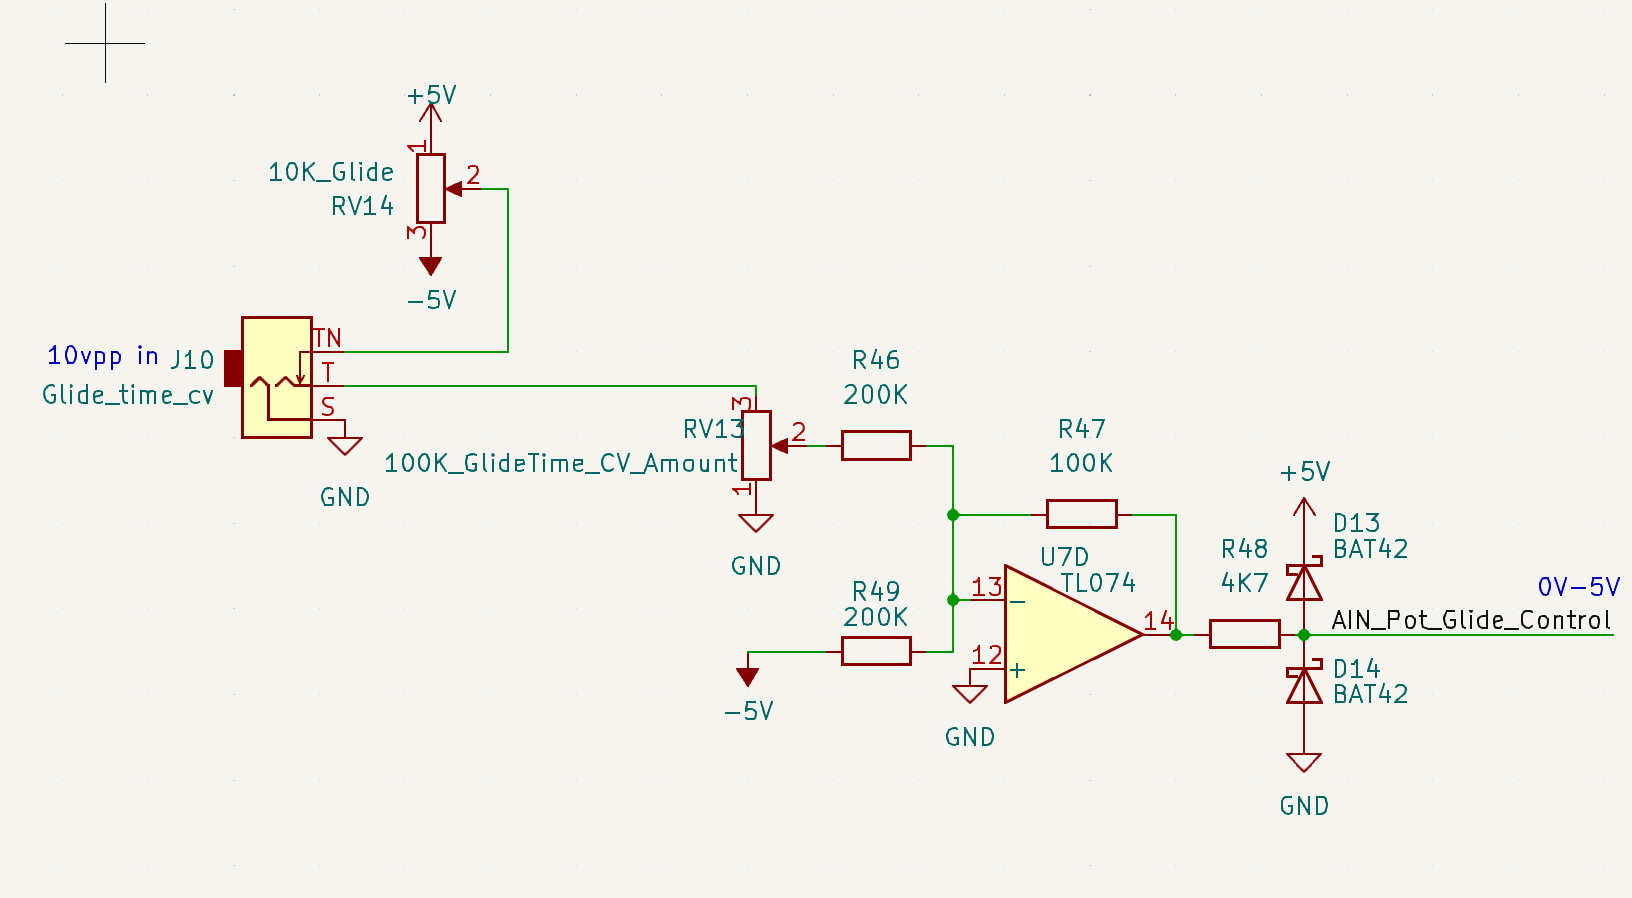 +5V
1
10K_Glide
2
RV14
3
-5V
10vpp in
J10
Glide_time_cv
TN
T
S
GND
R46
200K
3
RV13
2
100K_GlideTime_CV_Amount
1
GND
R47
100K
U7D
TL074
13
14
12
R49
200K
-5V
GND
+5V
D13
BAT42
R48
4K7
0V-5V
AIN_Pot_Glide_Control
D14
BAT42
GND